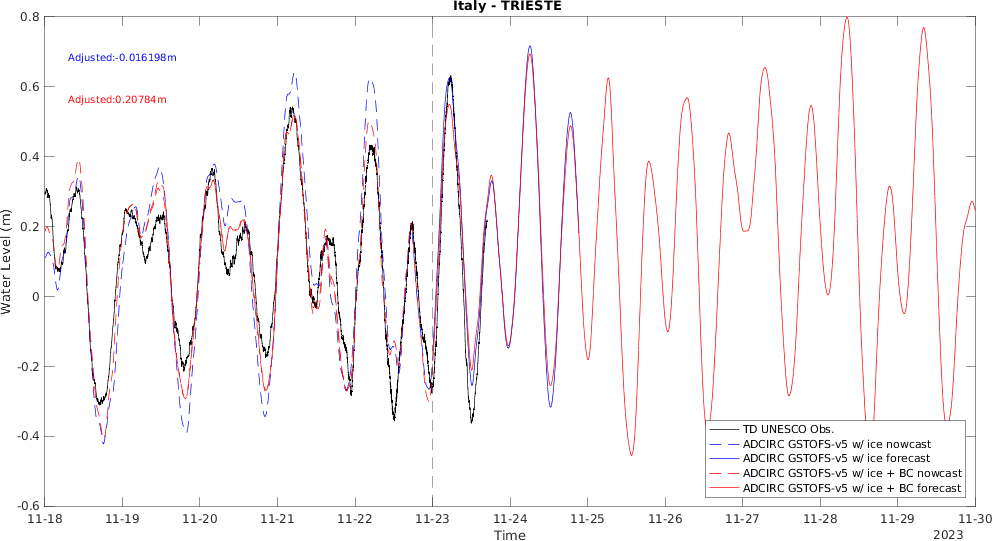 Italy - TRIESTE
0.8
Adjusted:-0.016198m
0.6
Adjusted:0.20784m
0.4
0.2
0
-0.2
-0.4
-0.6
Water Level (m)
TD UNESCO Obs.
ADCIRC GSTOFS-v5 w/ ice nowcast
ADCIRC GSTOFS-v5 w/ ice forecast
ADCIRC GSTOFS-v5 w/ ice + BC nowcast
ADCIRC GSTOFS-v5 w/ ice + BC forecast
11-18 11-19 11-20 11-21 11-22 11-23 11-24 11-25 11-26 11-27 11-28 11-29 11-30
Time
2023